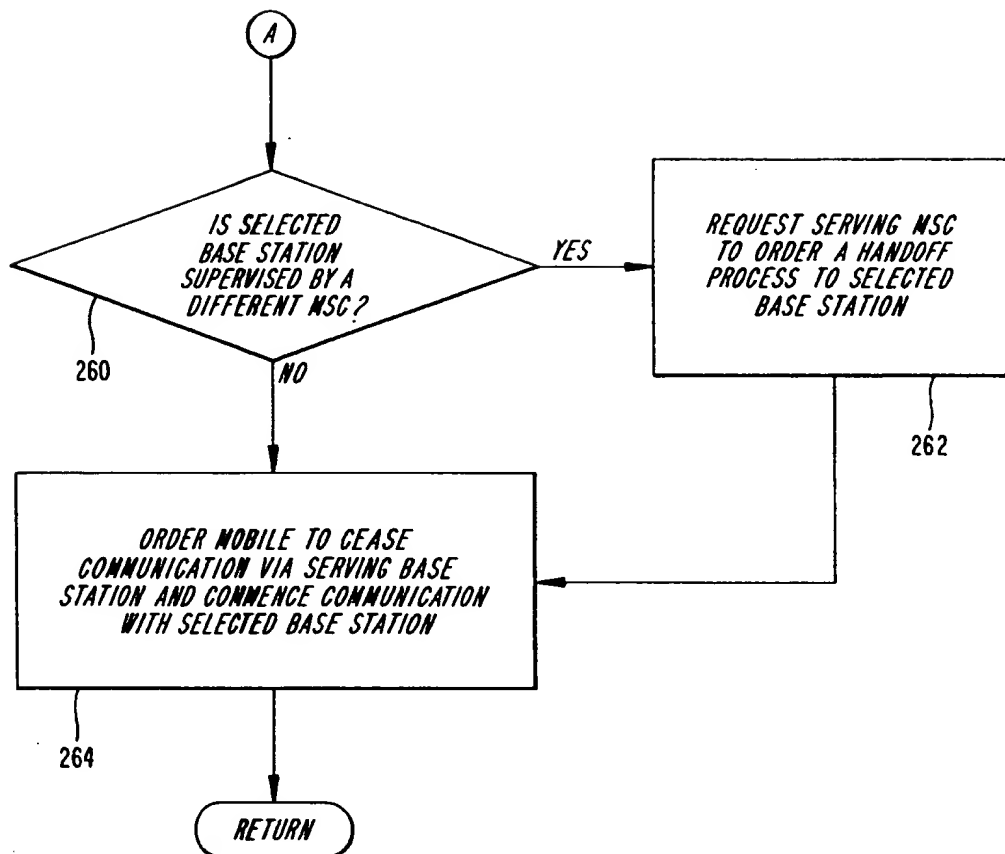 A
IS SELECTED
BASE STATION
SUPERVISED BY A
DIFFERENT MSC?
260
YES
REQUEST SERVING MSC
TO ORDER A HANDOFF
PROCESS TO SELECTED
BASE STATION
262
NO
ORDER MOBILE TO CEASE
COMMUNICATION VIA SERVING BASE
STATION AND COMMENCE COMMUNICATION
WITH SELECTED BASE STATION
264
RETURN